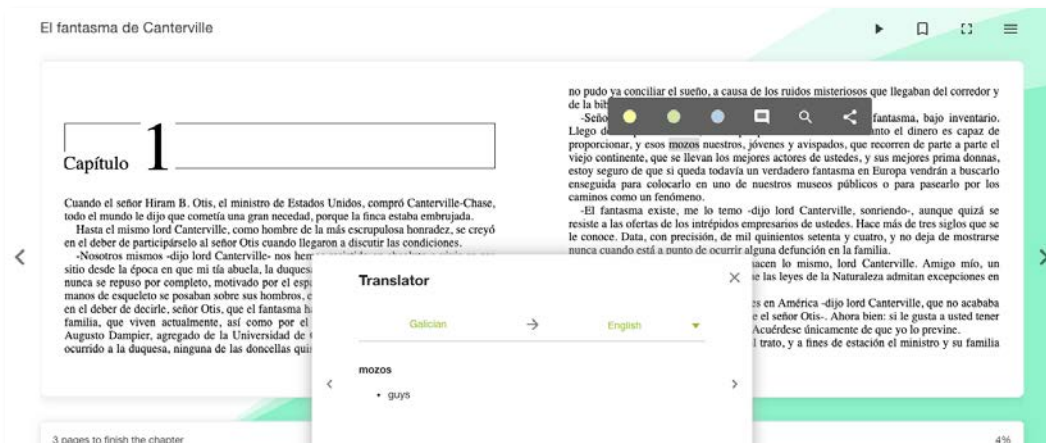 El fantasma de Canterville
Capítulo 1
Cuando el señor Hiram B. Otis, el ministro de Estados Unidos, compró Canterville-Chase,
todo el mundo le dijo que cometía una gran necedad, porque la finca estaba embrujada.
Hasta el mismo lord Canterville, como hombre de la más escrupulosa honradez, se creyó
en el deber de participárselo al señor Otis cuando llegaron a discutir las condiciones.
-Nosotros mismos -dijo lord Canterville- nos hem
sitio desde la época en que mi tía abuela, la duques
nunca se repuso por completo, motivado por el esp
manos de esqueleto se posaban sobre sus hombros, e
en el deber de decirle, señor Otis, que el fantasma h
familia, que viven actualmente, así como por el
Augusto Dampier, agregado de la Universidad de
ocurrido a la duquesa, ninguna de las doncellas qui
no pudo ya conciliar el sueño, a causa de los ruidos misteriosos que llegaban del corredor y
de la bib
-Seño fantasma, bajo inventario.
Llego d anto el dinero es capaz de
proporcionar, y esos mozos nuestros, jóvenes y avispados, que recorren de parte a parte el
viejo continente, que se llevan los mejores actores de ustedes, y sus mejores prima donnas,
estoy seguro de que si queda todavía un verdadero fantasma en Europa vendrán a buscarlo
enseguida para colocarlo en uno de nuestros museos públicos o para pasearlo por los
caminos como un fenómeno.
-El fantasma existe, me lo temo -dijo lord Canterville, sonriendo-, aunque quizá se
resiste a las ofertas de los intrépidos empresarios de ustedes. Hace más de tres siglos que se
le conoce. Data, con precisión, de mil quinientos setenta y cuatro, y no deja de mostrarse
nunca cuando está a punto de ocurrir alguna defunción en la familia.
acen lo mismo, lord Canterville. Amigo mío, un
e las leyes de la Naturaleza admitan excepciones en
es en América -dijo lord Canterville, que no acababa
e el señor Otis-. Ahora bien: si le gusta a usted tener
Acuérdese únicamente de que yo lo previne.
l trato, y a fines de estación el ministro y su familia
Translator
Galician → English
mozos
• guys
3 pages to finish the chapter
4%